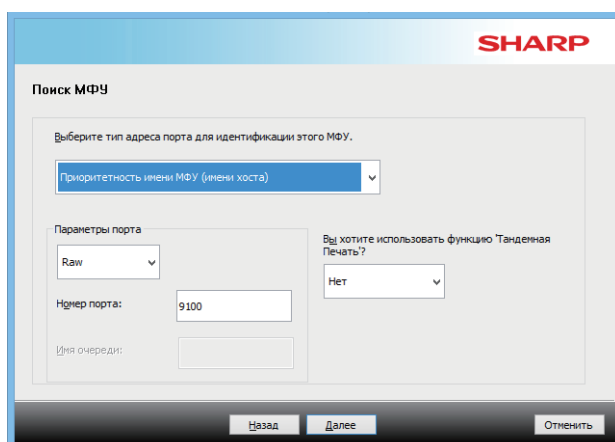 SHARP
Поиск МФУ
Выберите тип адреса порта для идентификации этого МФУ.
Приоритетность имени МФУ (имени хоста)
Параметры порта
Raw
Номер порта:
9100
Имя очереди:
Вы хотите использовать функцию 'Тандемная
Печать'?
Нет
Назад
Далее
Отменить